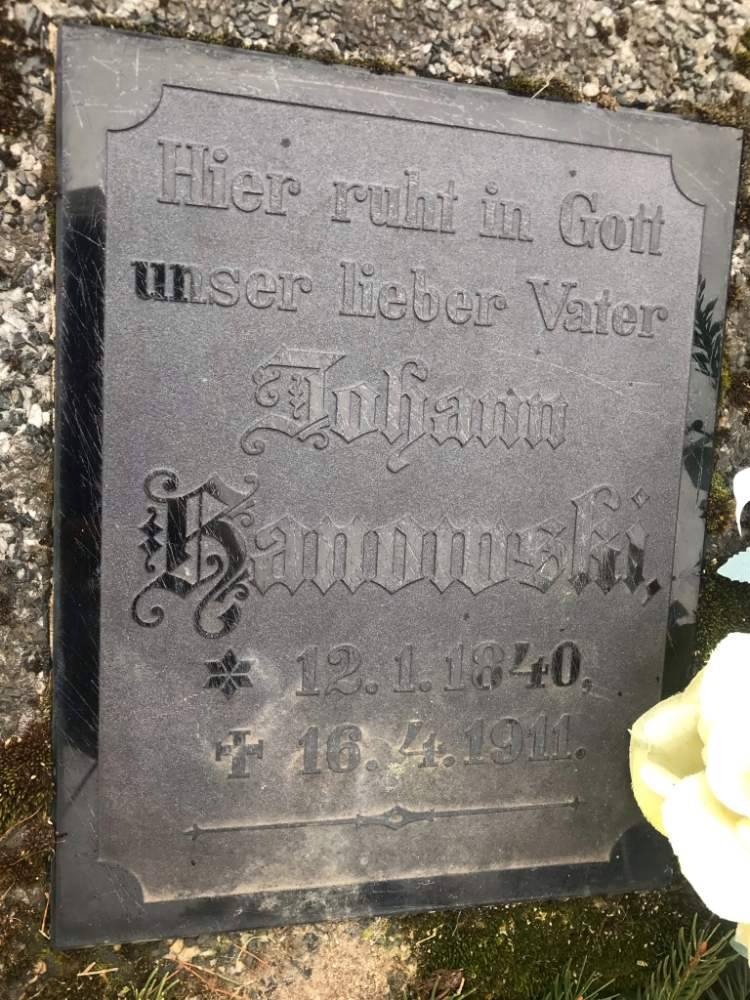 Hier ruht in Gott
unser lieber Vater
Johann
Hanowski,
* 12.1.1840,
✝ 16.4.1911.